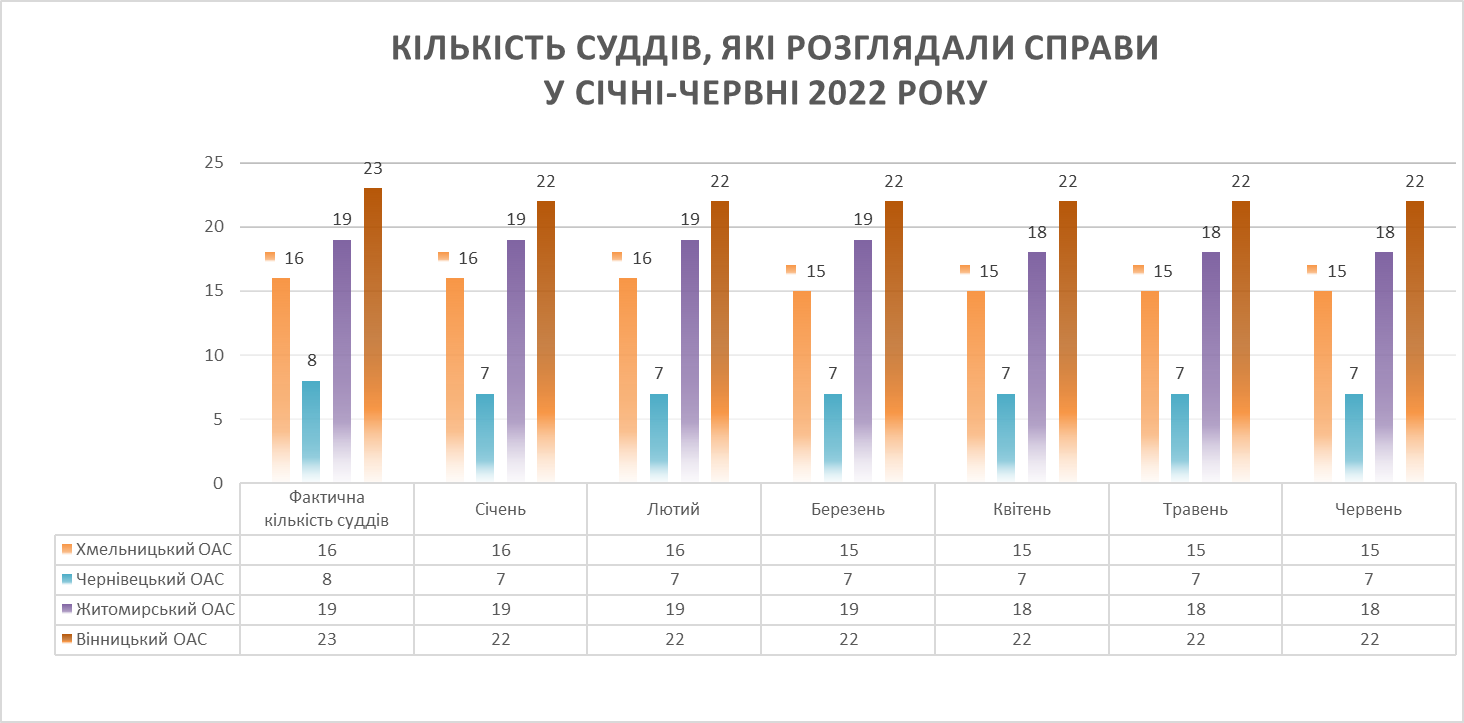 КІЛЬКІСТЬ СУДДІВ, ЯКІ РОЗГЛЯДАЛИ СПРАВИ
У СІЧНІ-ЧЕРВНІ 2022 РОКУ
25
20
15
10
5
0
16 8 19 23
16 7 19 22
16 7 19 22
15 7 19 22
15 7 18 22
15 7 18 22
15 7 18 22
Фактична
кількість суддів
Січень Лютий Березень Квітень Травень Червень
Хмельницький ОАС 16 16 16 15 15 15 15
Чернівецький ОАС 8 7 7 7 7 7 7
Житомирський ОАС 19 19 19 19 18 18 18
Вінницький ОАС 23 22 22 22 22 22 22